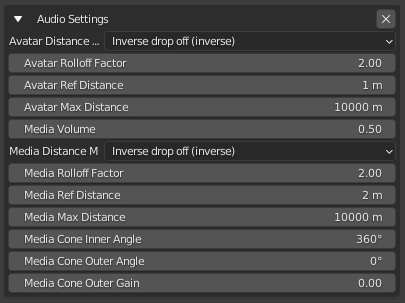 Audio Settings
Avatar Distance ... Inverse drop off (inverse)
Avatar Rolloff Factor 2.00
Avatar Ref Distance 1 m
Avatar Max Distance 10000 m
Media Volume 0.50
Media Distance M Inverse drop off (inverse)
Media Rolloff Factor 2.00
Media Ref Distance 2 m
Media Max Distance 10000 m
Media Cone Inner Angle 360°
Media Cone Outer Angle 0°
Media Cone Outer Gain 0.00